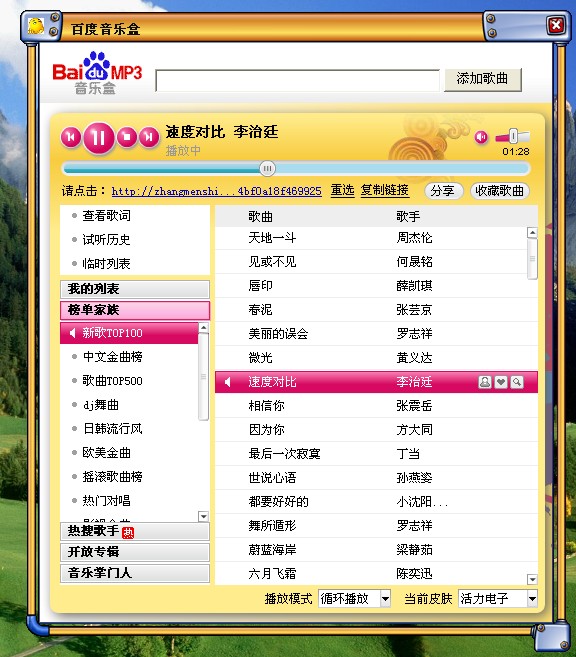 百度音乐盒
Bai du MP3
音乐盒
添加歌曲
速度对比 李治廷
播放中
01:28
请点击: http://zhangmenshi...4bf0a18f469925 重选 复制链接 分享 收藏歌曲
查看歌词
试听历史
临时列表
我的列表
榜单家族
新歌TOP100
中文金曲榜
歌曲TOP500
dj舞曲
日韩流行风
欧美金曲
摇滚歌曲榜
热门对唱
影视金曲
热搜歌手 热
开放专辑
音乐掌门人
歌曲 歌手
天地一斗 周杰伦
见或不见 何晟铭
唇印 薛凯琪
春泥 张芸京
美丽的误会 罗志祥
微光 黄义达
速度对比 李治廷
相信你 张震岳
因为你 方大同
最后一次寂寞 丁当
世说心语 孙燕姿
都要好好的 小沈阳...
舞所遁形 罗志祥
蔚蓝海岸 梁静茹
六月飞霜 陈奕迅
播放模式 循环播放 当前皮肤 活力电子